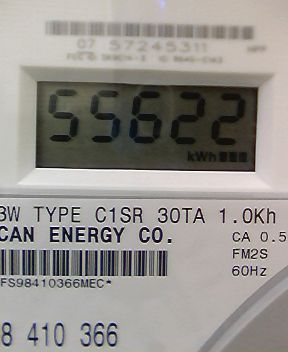 07 57245311
55622
kWh
3W TYPE C1SR 30TA 1.0Kh
CAN ENERGY CO.
CA 0.5
FM2S
60Hz
FS98410366MEC*
8 410 366